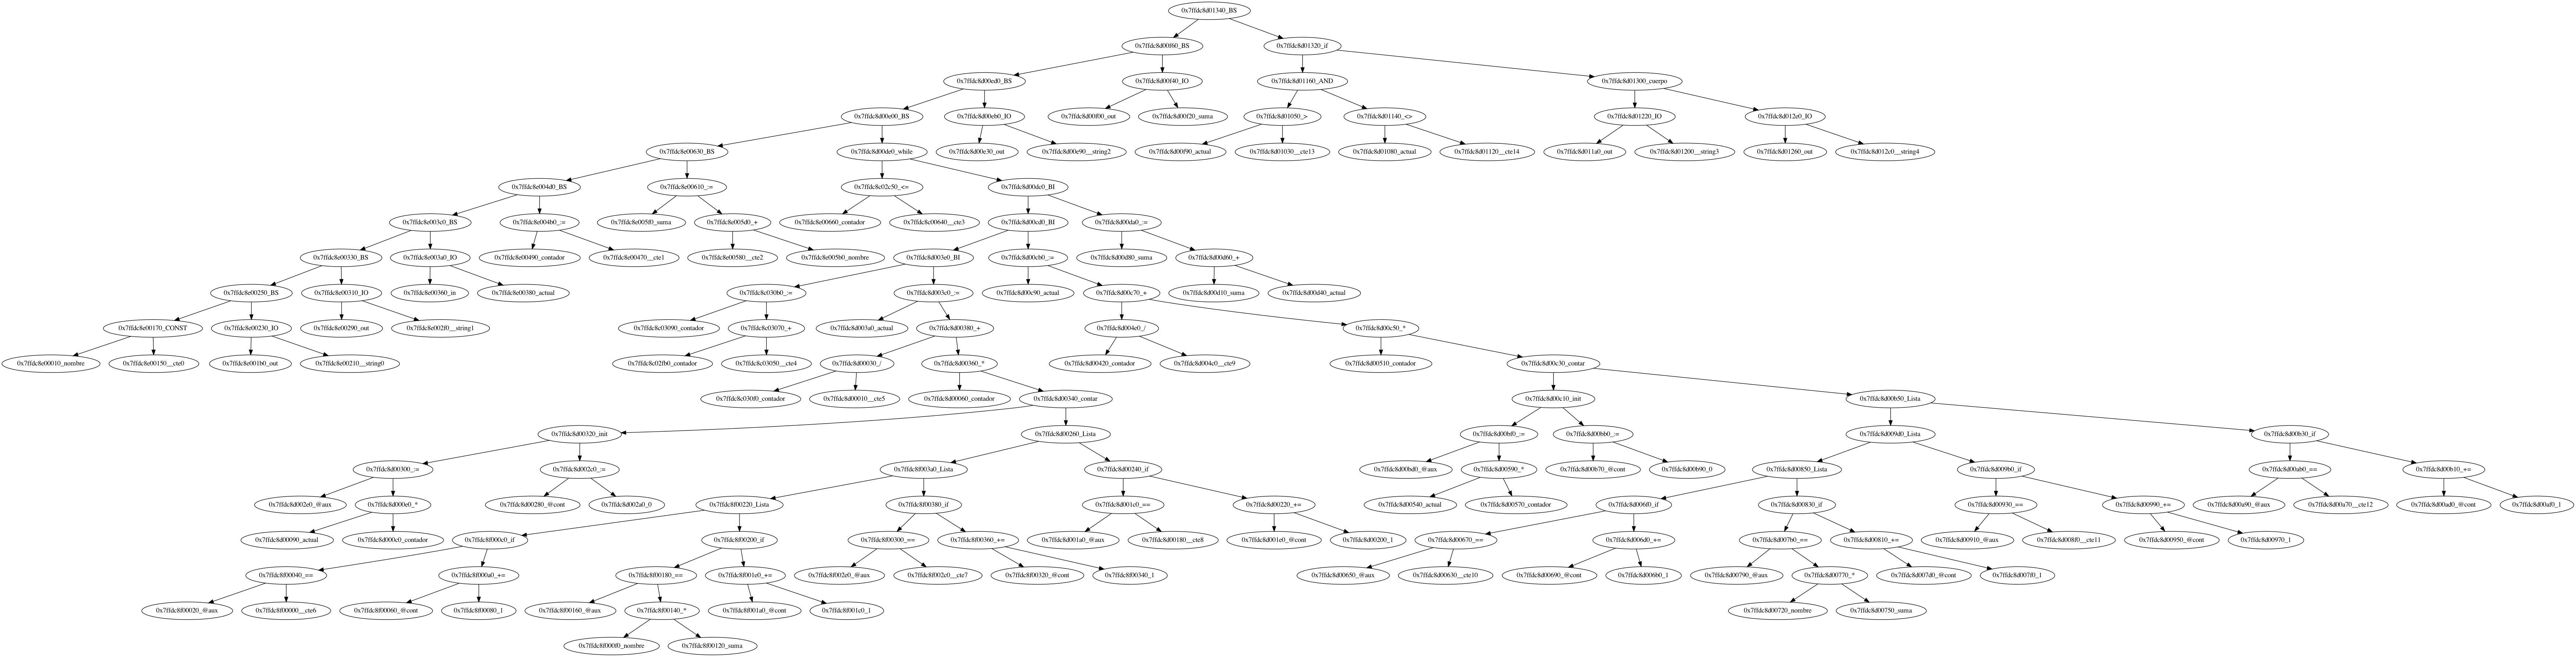 0x7ffdc8d01340_BS
0x7ffdc8d00f60_BS 0x7ffdc8d01320_if
0x7ffdc8d00ed0_BS 0x7ffdc8d00f40_IO 0x7ffdc8d01160_AND 0x7ffdc8d01300_cuerpo
0x7ffdc8d00e00_BS 0x7ffdc8d00eb0_IO 0x7ffdc8d00f00_out 0x7ffdc8d00f20_suma 0x7ffdc8d01050_> 0x7ffdc8d01140_<> 0x7ffdc8d01220_IO 0x7ffdc8d012e0_IO
0x7ffdc8e00630_BS 0x7ffdc8d00de0_while 0x7ffdc8d00e30_out 0x7ffdc8d00e90__string2 0x7ffdc8d00f90_actual 0x7ffdc8d01030__cte13 0x7ffdc8d01080_actual 0x7ffdc8d01120__cte14 0x7ffdc8d011a0_out 0x7ffdc8d01200__string3 0x7ffdc8d01260_out 0x7ffdc8d012c0__string4
0x7ffdc8e004d0_BS 0x7ffdc8e00610_:= 0x7ffdc8c02c50_<= 0x7ffdc8d00dc0_BI
0x7ffdc8e003c0_BS 0x7ffdc8e004b0_:= 0x7ffdc8e005f0_suma 0x7ffdc8e005d0_+ 0x7ffdc8e00660_contador 0x7ffdc8c00640__cte3 0x7ffdc8d00cd0_BI 0x7ffdc8d00da0_:=
0x7ffdc8e00330_BS 0x7ffdc8e003a0_IO 0x7ffdc8e00490_contador 0x7ffdc8e00470__cte1 0x7ffdc8e00580__cte2 0x7ffdc8e005b0_nombre 0x7ffdc8d003e0_BI 0x7ffdc8d00cb0_:= 0x7ffdc8d00d80_suma 0x7ffdc8d00d60_+
0x7ffdc8e00250_BS 0x7ffdc8e00310_IO 0x7ffdc8e00360_in 0x7ffdc8e00380_actual 0x7ffdc8c030b0_:= 0x7ffdc8d003c0_:= 0x7ffdc8d00c90_actual 0x7ffdc8d00c70_+ 0x7ffdc8d00d10_suma 0x7ffdc8d00d40_actual
0x7ffdc8e00170_CONST 0x7ffdc8e00230_IO 0x7ffdc8e00290_out 0x7ffdc8e002f0__string1 0x7ffdc8c03090_contador 0x7ffdc8c03070_+ 0x7ffdc8d003a0_actual 0x7ffdc8d00380_+ 0x7ffdc8d004e0_/ 0x7ffdc8d00c50_*
0x7ffdc8e00010_nombre 0x7ffdc8e00150__cte0 0x7ffdc8e001b0_out 0x7ffdc8e00210__string0 0x7ffdc8c02fb0_contador 0x7ffdc8c03050__cte4 0x7ffdc8d00030_/ 0x7ffdc8d00360_* 0x7ffdc8d00420_contador 0x7ffdc8d004c0__cte9 0x7ffdc8d00510_contador 0x7ffdc8d00c30_contar
0x7ffdc8c030f0_contador 0x7ffdc8d00010__cte5 0x7ffdc8d00060_contador 0x7ffdc8d00340_contar 0x7ffdc8d00c10_init 0x7ffdc8d00b50_Lista
0x7ffdc8d00320_init 0x7ffdc8d00260_Lista 0x7ffdc8d00bf0_:= 0x7ffdc8d00bb0_:= 0x7ffdc8d009d0_Lista 0x7ffdc8d00b30_if
0x7ffdc8d00300_:= 0x7ffdc8d002c0_:= 0x7ffdc8f003a0_Lista 0x7ffdc8d00240_if 0x7ffdc8d00bd0_@aux 0x7ffdc8d00590_* 0x7ffdc8d00b70_@cont 0x7ffdc8d00b90_0 0x7ffdc8d00850_Lista 0x7ffdc8d009b0_if 0x7ffdc8d00ab0_== 0x7ffdc8d00b10_+=
0x7ffdc8d002e0_@aux 0x7ffdc8d000e0_* 0x7ffdc8d00280_@cont 0x7ffdc8d002a0_0 0x7ffdc8f00220_Lista 0x7ffdc8f00380_if 0x7ffdc8d001c0_== 0x7ffdc8d00220_+= 0x7ffdc8d00540_actual 0x7ffdc8d00570_contador 0x7ffdc8d006f0_if 0x7ffdc8d00830_if 0x7ffdc8d00930_== 0x7ffdc8d00990_+= 0x7ffdc8d00a90_@aux 0x7ffdc8d00a70__cte12 0x7ffdc8d00ad0_@cont 0x7ffdc8d00af0_1
0x7ffdc8d00090_actual 0x7ffdc8d000c0_contador 0x7ffdc8f000c0_if 0x7ffdc8f00200_if 0x7ffdc8f00300_== 0x7ffdc8f00360_+= 0x7ffdc8d001a0_@aux 0x7ffdc8d00180__cte8 0x7ffdc8d001e0_@cont 0x7ffdc8d00200_1 0x7ffdc8d00670_== 0x7ffdc8d006d0_+= 0x7ffdc8d007b0_== 0x7ffdc8d00810_+= 0x7ffdc8d00910_@aux 0x7ffdc8d008f0__cte11 0x7ffdc8d00950_@cont 0x7ffdc8d00970_1
0x7ffdc8f00040_== 0x7ffdc8f000a0_+= 0x7ffdc8f00180_== 0x7ffdc8f001e0_+= 0x7ffdc8f002e0_@aux 0x7ffdc8f002c0__cte7 0x7ffdc8f00320_@cont 0x7ffdc8f00340_1 0x7ffdc8d00650_@aux 0x7ffdc8d00630__cte10 0x7ffdc8d00690_@cont 0x7ffdc8d006b0_1 0x7ffdc8d00790_@aux 0x7ffdc8d00770_* 0x7ffdc8d007d0_@cont 0x7ffdc8d007f0_1
0x7ffdc8f00020_@aux 0x7ffdc8f00000__cte6 0x7ffdc8f00060_@cont 0x7ffdc8f00080_1 0x7ffdc8f00160_@aux 0x7ffdc8f00140_* 0x7ffdc8f001a0_@cont 0x7ffdc8f001c0_1 0x7ffdc8d00720_nombre 0x7ffdc8d00750_suma
0x7ffdc8f000f0_nombre 0x7ffdc8f00120_suma